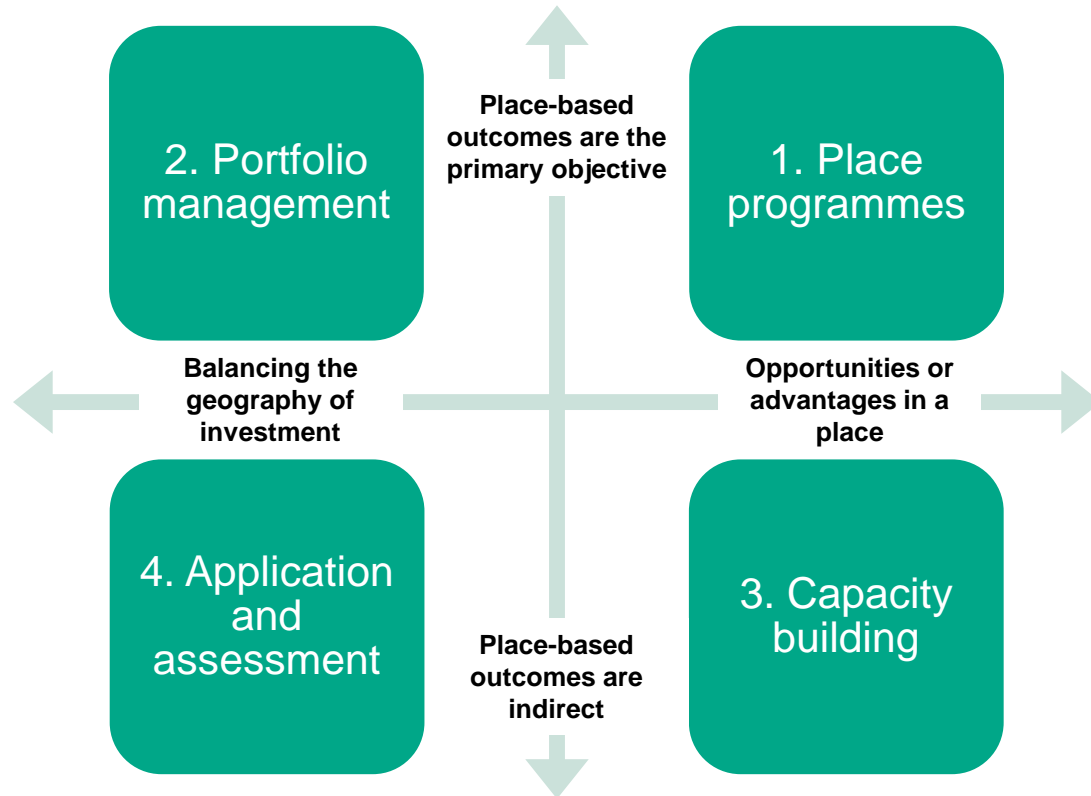 Place-based
outcomes are the
primary objective
2. Portfolio
management
1. Place
programmes
Balancing the
geography of
investment
Opportunities or
advantages in a
place
4. Application
and
assessment
3. Capacity
building
Place-based
outcomes are
indirect